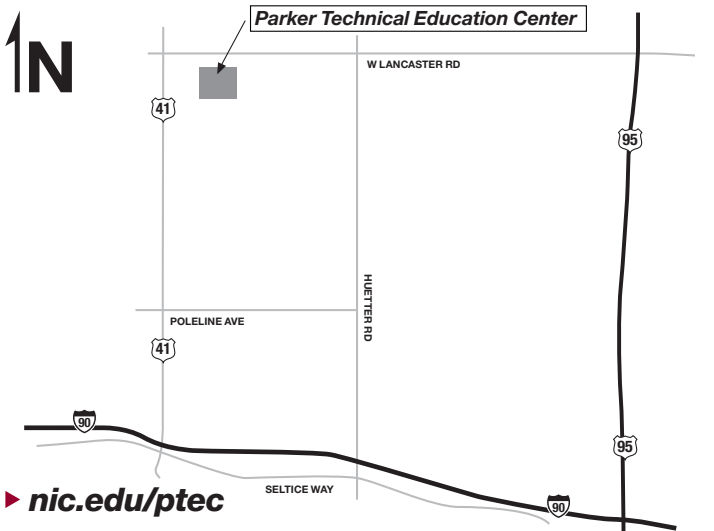 Parker Technical Education Center
N
W LANCASTER RD
41
95
HUETTER RD
POLELINE AVE
41
90
95
SELTICE WAY
nic.edu/ptec
90